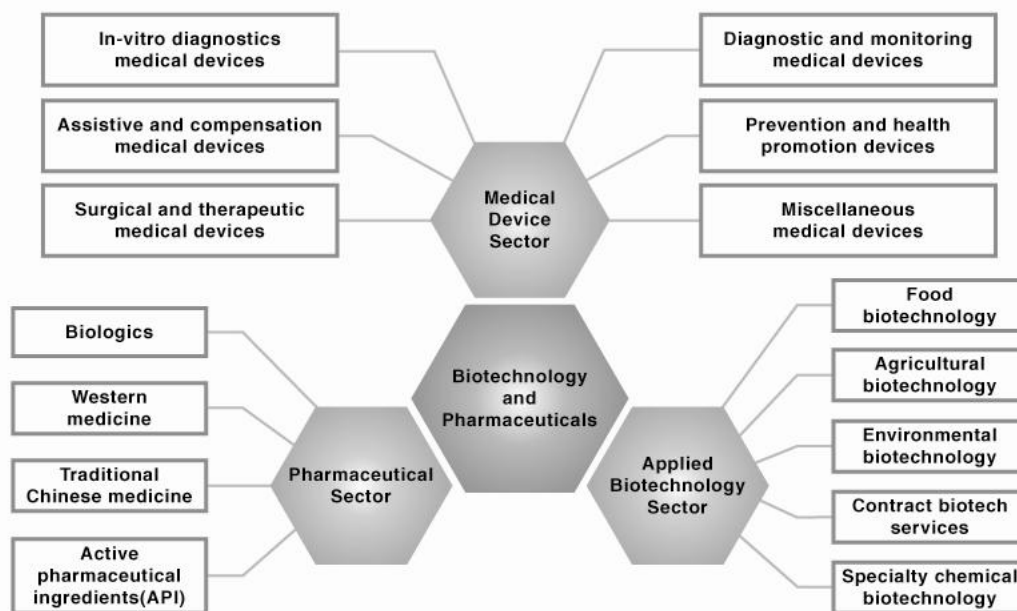 In-vitro diagnostics
medical devices
Assistive and compensation
medical devices
Surgical and therapeutic
medical devices
Diagnostic and monitoring
medical devices
Prevention and health
promotion devices
Miscellaneous
medical devices
Medical
Device
Sector
Biotechnology
and
Pharmaceuticals
Biologics
Western
medicine
Traditional
Chinese medicine
Active
pharmaceutical
ingredients(API)
Pharmaceutical
Sector
Applied
Biotechnology
Sector
Food
biotechnology
Agricultural
biotechnology
Environmental
biotechnology
Contract biotech
services
Specialty chemical
biotechnology